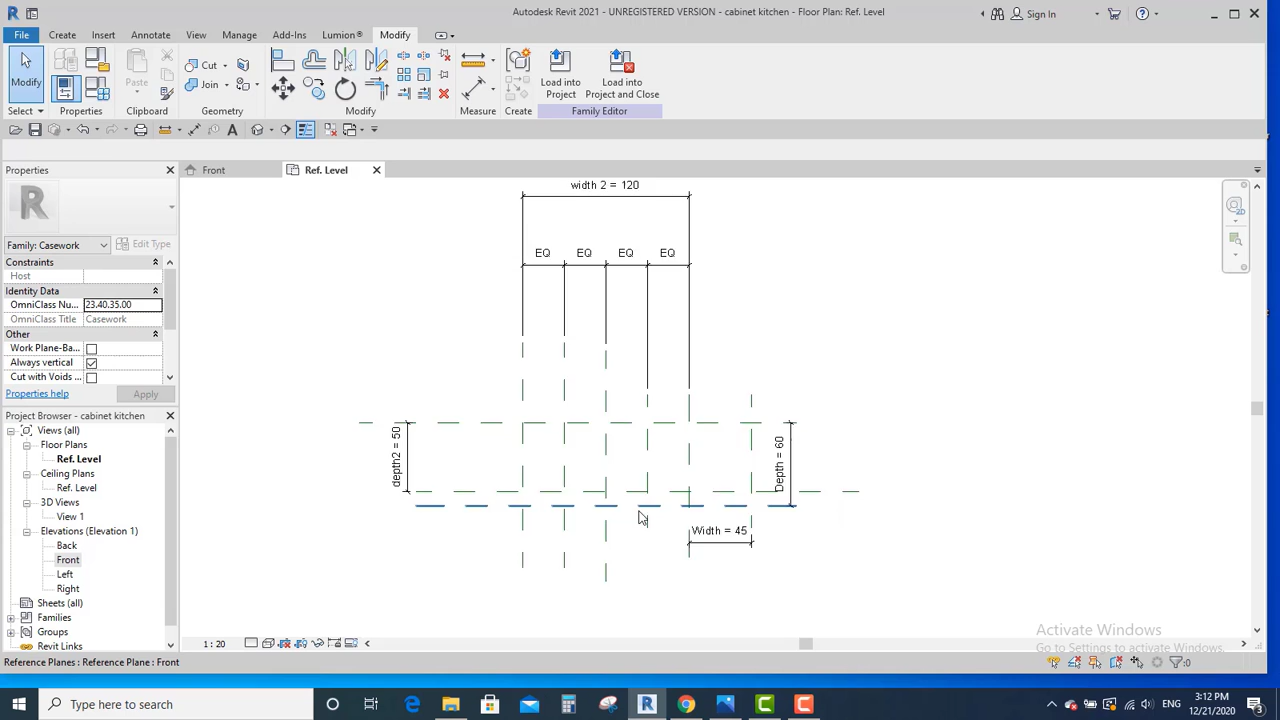 Autodesk Revit 2021 - UNREGISTERED VERSION - cabinet kitchen - Floor Plan: Ref. Level
Sign In
File Create Insert Annotate View Manage Add-Ins Lumion® Modify
Modify Paste Cut Join Load into Project Load into Project and Close
Select Properties Clipboard Geometry Modify Measure Create Family Editor
Properties
Front Ref. Level
Family: Casework Edit Type
Constraints
Host
Identity Data
OmniClass Nu... 23.40.35.00
OmniClass Title Casework
Other
Work Plane-Ba...
Always vertical
Cut with Voids ...
Properties help Apply
Project Browser - cabinet kitchen
Views (all)
Floor Plans
Ref. Level
Ceiling Plans
Ref. Level
3D Views
View 1
Elevations (Elevation 1)
Back
Front
Left
Right
Sheets (all)
Families
Groups
Revit Links
width 2 = 120
EQ EQ EQ EQ
depth2 = 50
Depth = 60
Width = 45
2D
Activate Windows
Go to Settings to activate Windows.
1 : 20
Reference Planes : Reference Plane : Front
:0
Type here to search
ENG
3:12 PM
12/21/2020